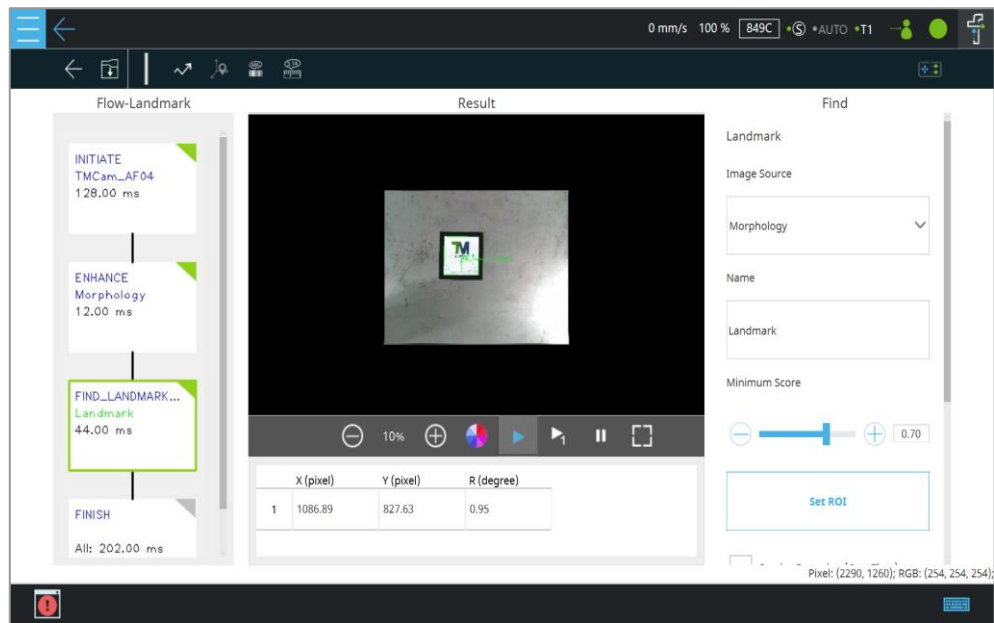 0 mm/s 100 % 849C •Ⓢ •AUTO •T1
Flow-Landmark
Result
Find
INITIATE
TMCam_AF04
128.00 ms
ENHANCE
Morphology
12.00 ms
FIND_LANDMARK...
Landmark
44.00 ms
FINISH
All: 202.00 ms
TM
10%
1
X (pixel) Y (pixel) R (degree)
1 1086.89 827.63 0.95
Landmark
Image Source
Morphology
Name
Landmark
Minimum Score
0.70
Set ROI
Pixel: (2290, 1260); RGB: (254, 254, 254);